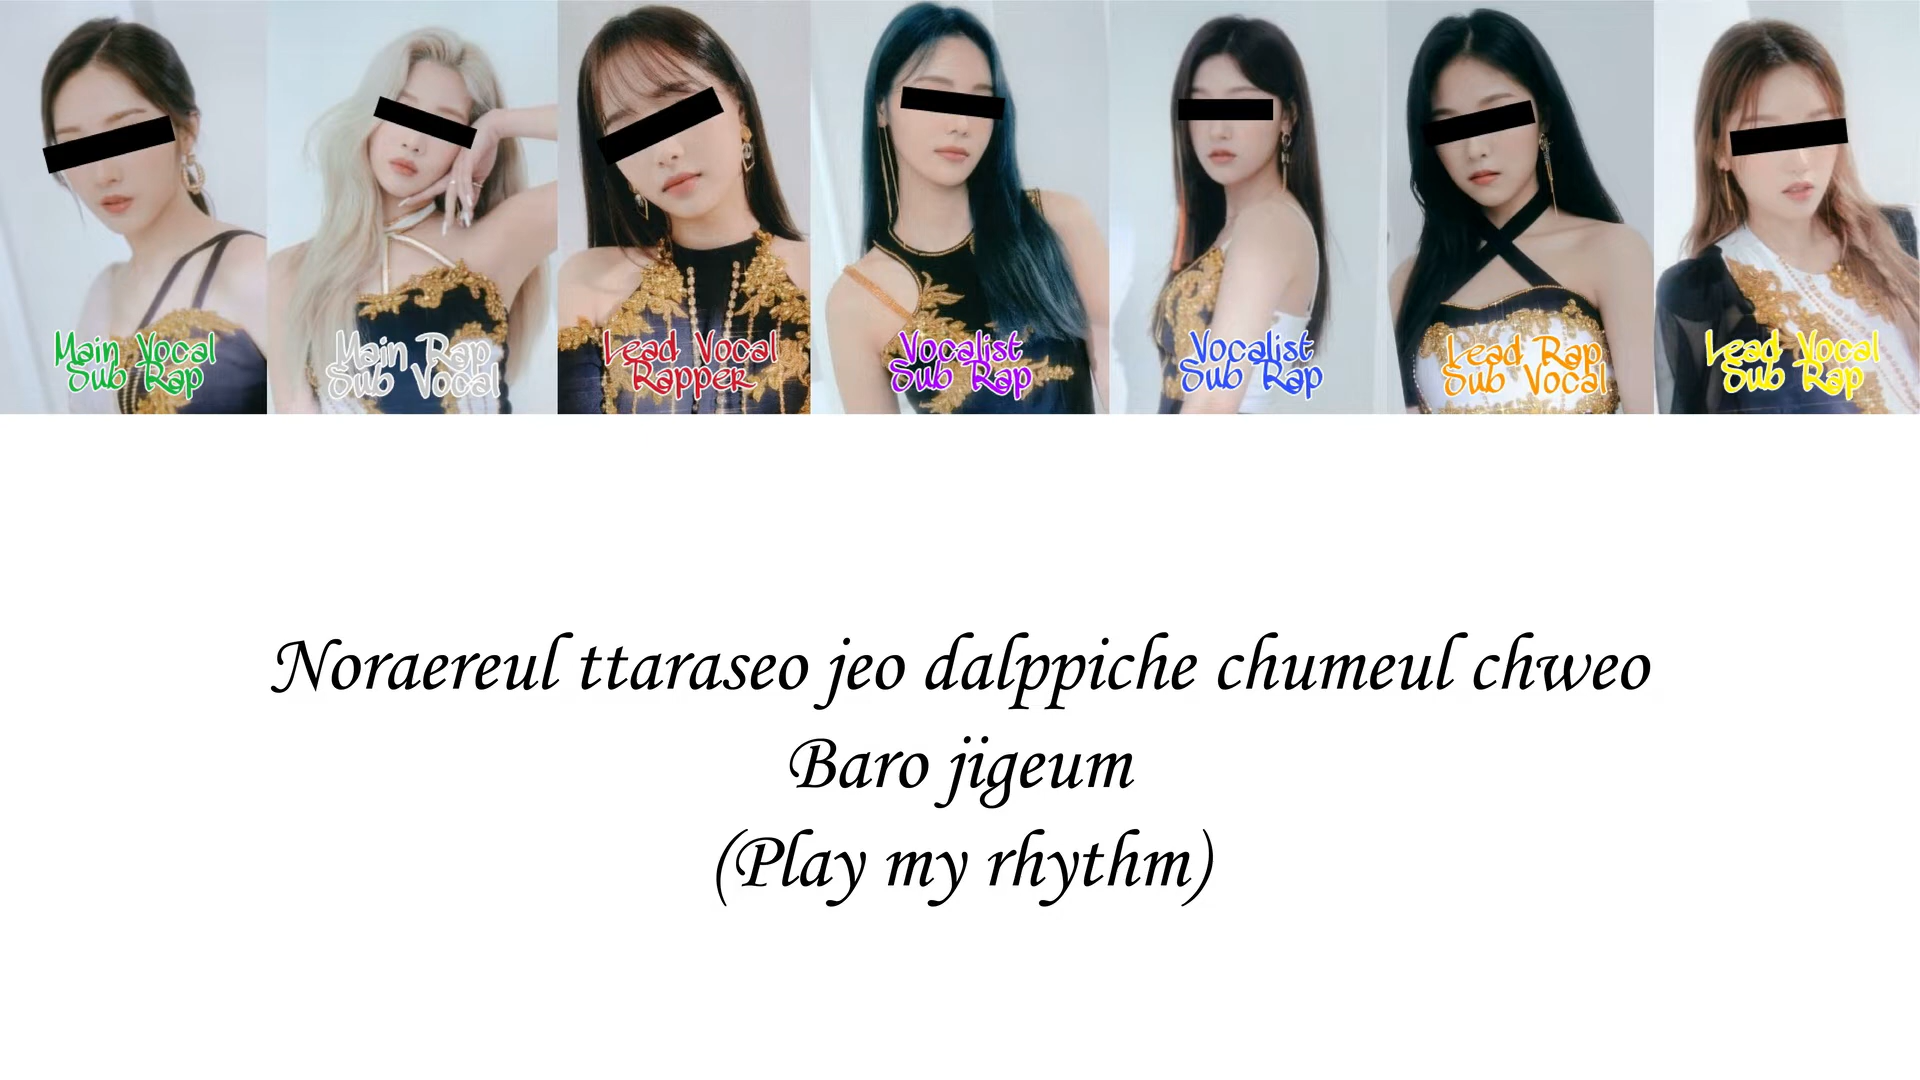 Main Vocal
Sub Rap
Main Rap
Sub Vocal
Lead Vocal
Rapper
Vocalist
Sub Rap
Vocalist
Sub Rap
Lead Rap
Sub Vocal
Lead Vocal
Sub Rap
Noraereul ttaraseo jeo dalppiche chumeul chweo
Baro jigeum
(Play my rhythm)